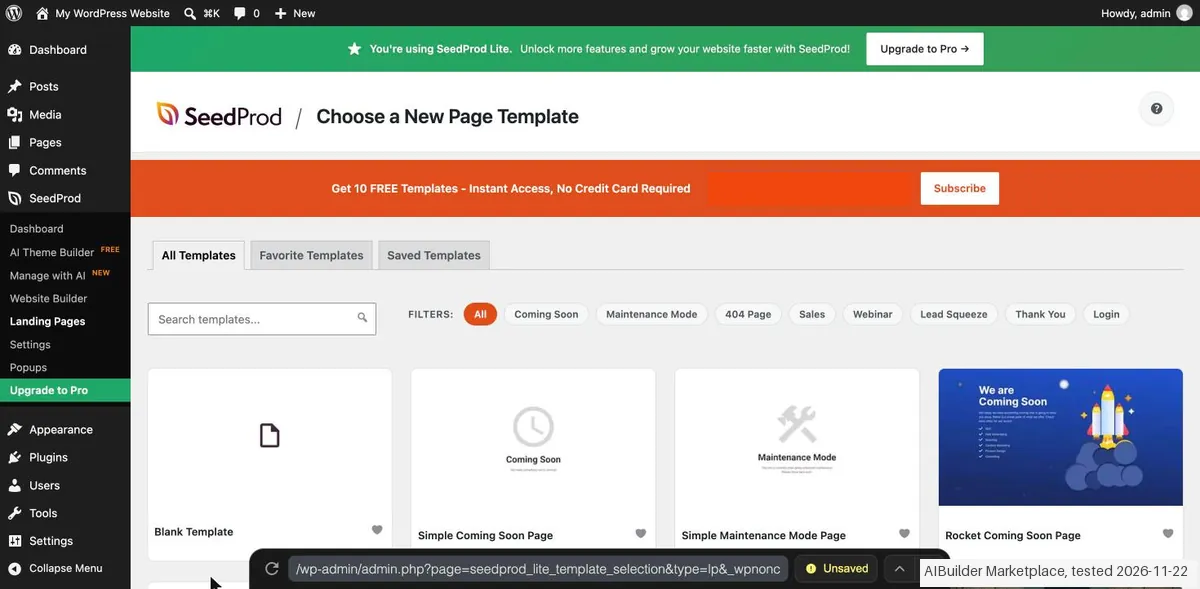 My WordPress Website ⌘K 0 New Howdy, admin
You're using SeedProd Lite. Unlock more features and grow your website faster with SeedProd! Upgrade to Pro →
Dashboard
Posts
Media
Pages
Comments
SeedProd
Dashboard
AI Theme Builder FREE
Manage with AI NEW
Website Builder
Landing Pages
Settings
Popups
Upgrade to Pro
Appearance
Plugins
Users
Tools
Settings
Collapse Menu
SeedProd / Choose a New Page Template
Get 10 FREE Templates - Instant Access, No Credit Card Required Subscribe
All Templates Favorite Templates Saved Templates
Search templates...
FILTERS: All Coming Soon Maintenance Mode 404 Page Sales Webinar Lead Squeeze Thank You Login
Blank Template
Coming Soon
Simple Coming Soon Page
Maintenance Mode
Simple Maintenance Mode Page
We are
Coming Soon
Rocket Coming Soon Page
/wp-admin/admin.php?page=seedprod_lite_template_selection&type=lp&_wpnonc
Unsaved
AIBuilder Marketplace, tested 2026-11-22